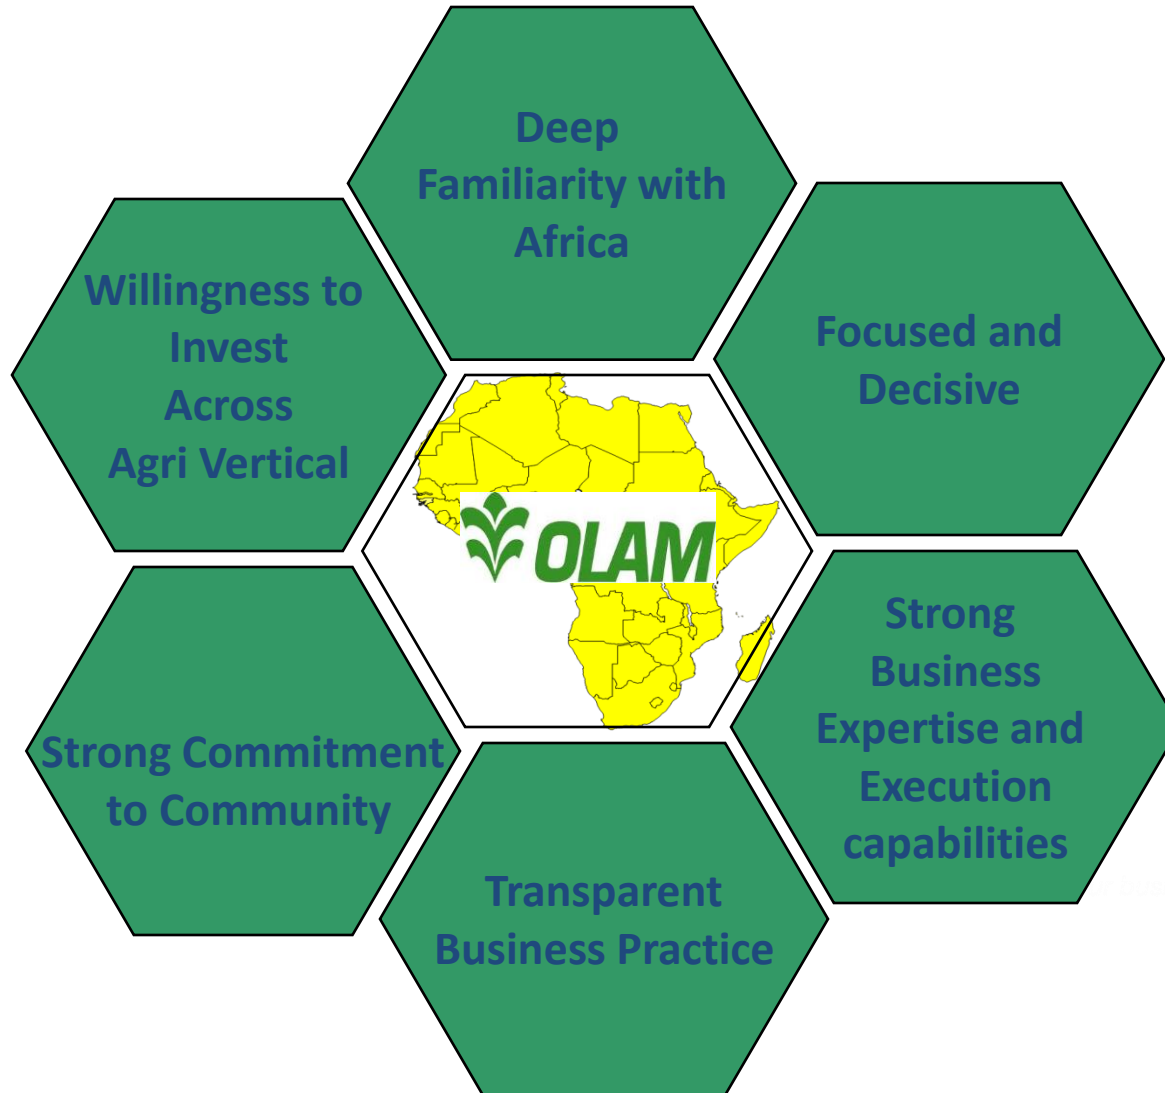 Deep
Familiarity with
Africa
Willingness to
Invest
Across
Agri Vertical
Focused and
Decisive
OLAM
Strong
Business
Expertise and
Execution
capabilities
Strong Commitment
to Community
Transparent
Business Practice